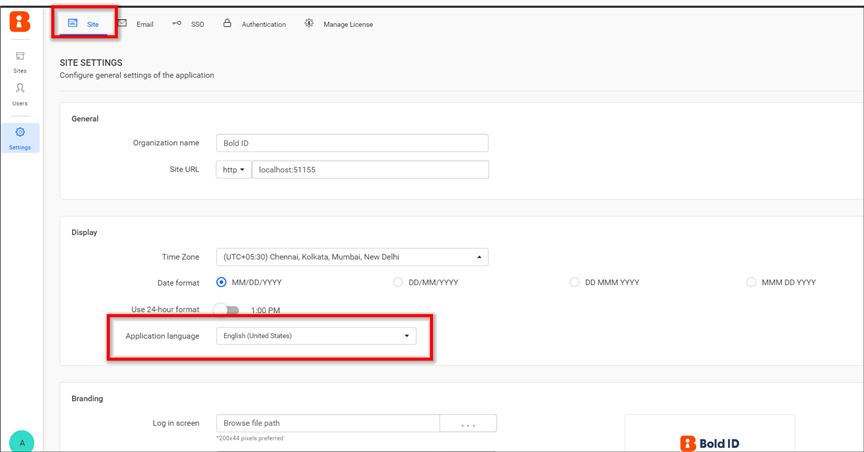 Site Email SSO Authentication Manage License
Sites
Users
Settings
SITE SETTINGS
Configure general settings of the application
General
Organization name Bold ID
Site URL http localhost:51155
Display
Time Zone (UTC+05:30) Chennai, Kolkata, Mumbai, New Delhi
Date format MM/DD/YYYY DD/MM/YYYY DD MMM YYYY MMM DD YYYY
Use 24-hour format 1:00 PM
Application language English (United States)
Branding
Log in screen Browse file path ...
*200x44 pixels preferred
Bold ID
A